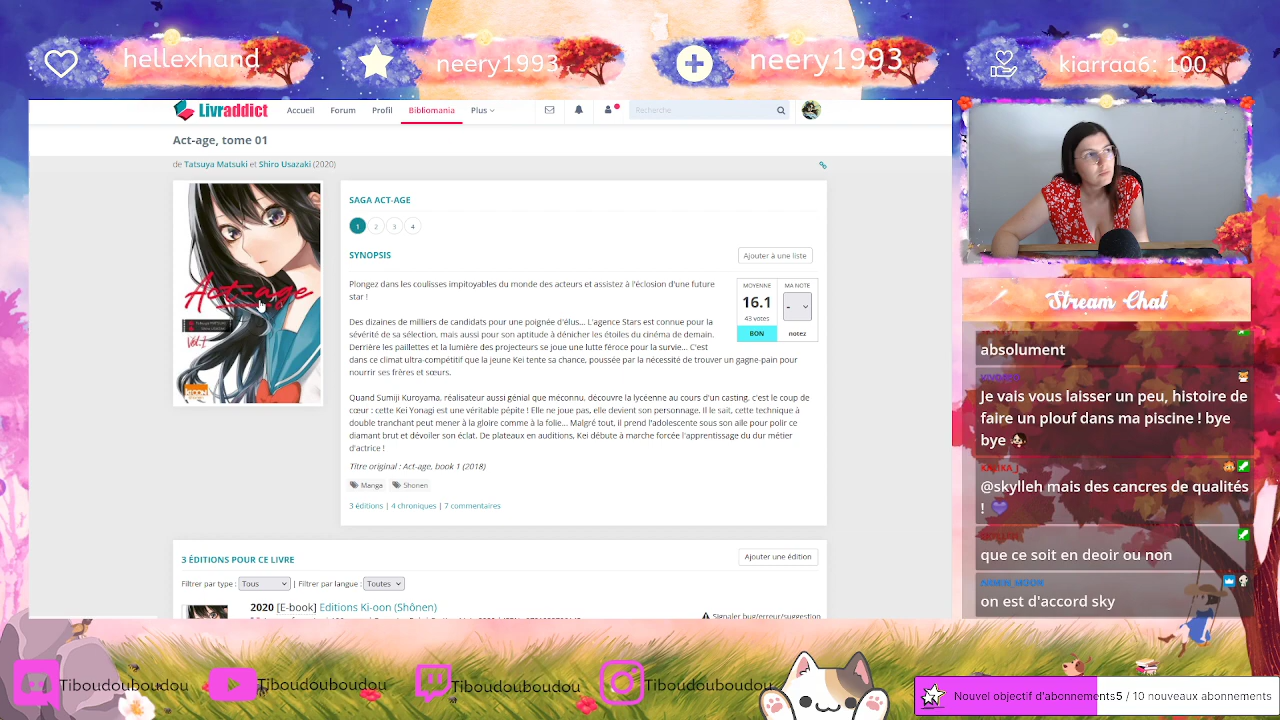 hellexhand
neery1993
neery1993
kiarraa6: 100
Livraddict
Accueil
Forum
Profil
Bibliomania
Plus
Recherche
Act-age, tome 01
de Tatsuya Matsuki et Shiro Usazaki (2020)
Act-age
Vol.1
SAGA ACT-AGE
1 2 3 4
SYNOPSIS
Ajouter à une liste
Plongez dans les coulisses impitoyables du monde des acteurs et assistez à l'éclosion d'une future
star !
MOYENNE
16.1
43 votes
BON
MA NOTE
-
notez
Des dizaines de milliers de candidats pour une poignée d'élus... L'agence Stars est connue pour la
sévérité de sa sélection, mais aussi pour son aptitude à dénicher les étoiles du cinéma de demain.
Derrière les paillettes et la lumière des projecteurs se joue une lutte féroce pour la survie... C'est
dans ce climat ultra-compétitif que la jeune Kei tente sa chance, poussée par la nécessité de trouver un gagne-pain pour
nourrir ses frères et sœurs.
Quand Sumiji Kuroyama, réalisateur aussi génial que méconnu, découvre la lycéenne au cours d'un casting, c'est le coup de
cœur : cette Kei Yonagi est une véritable pépite ! Elle ne joue pas, elle devient son personnage. Il le sait, cette technique à
double tranchant peut mener à la gloire comme à la folie... Malgré tout, il prend l'adolescente sous son aile pour polir ce
diamant brut et dévoiler son éclat. De plateaux en auditions, Kei débute à marche forcée l'apprentissage du dur métier
d'actrice !
Titre original : Act-age, book 1 (2018)
Manga
Shonen
3 éditions | 4 chroniques | 7 commentaires
3 ÉDITIONS POUR CE LIVRE
Ajouter une édition
Filtrer par type : Tous | Filtrer par langue : Toutes
2020 [E-book] Editions Ki-oon (Shônen)
Signaler bug/erreur/suggestion
Stream Chat
absolument
Je vais vous laisser un peu, histoire de
faire un plouf dans ma piscine ! bye
bye
@skylleh mais des cancres de qualités
!
que ce soit en deoir ou non
on est d'accord sky
Tiboudouboudou
Tiboudouboudou
Tiboudouboudou
Tiboudouboudou
Nouvel objectif d'abonnements 5 / 10 nouveaux abonnements